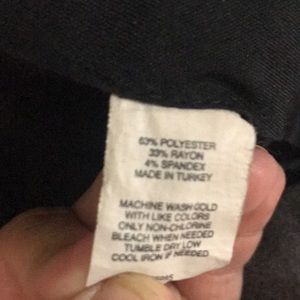 63% POLYESTER
33% RAYON
4% SPANDEX
MADE IN TURKEY
MACHINE WASH COLD
WITH LIKE COLORS
ONLY NON-CHLORINE
BLEACH WHEN NEEDED
TUMBLE DRY LOW
COOL IRON IF NEEDED